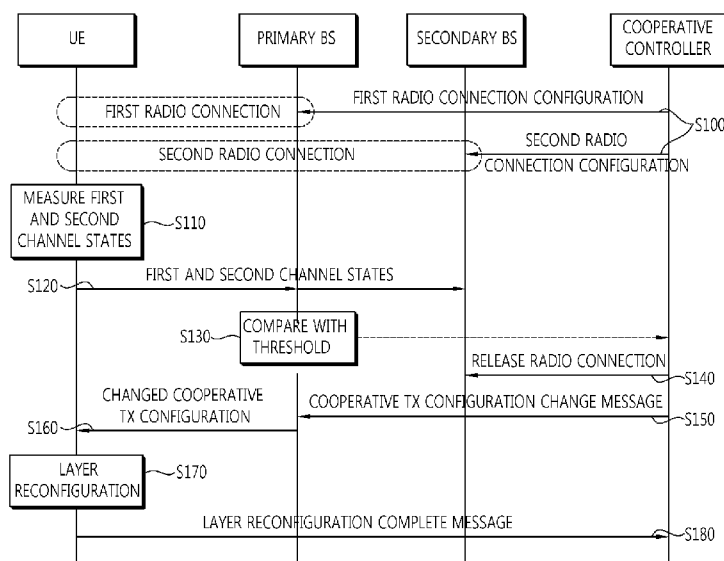 UE
PRIMARY BS
SECONDARY BS
COOPERATIVE
CONTROLLER
FIRST RADIO CONNECTION CONFIGURATION
FIRST RADIO CONNECTION
S100
SECOND RADIO
CONNECTION CONFIGURATION
SECOND RADIO CONNECTION
MEASURE FIRST
AND SECOND
CHANNEL STATES
S110
FIRST AND SECOND CHANNEL STATES
S120
COMPARE WITH
THRESHOLD
S130
RELEASE RADIO CONNECTION
S140
CHANGED COOPERATIVE
TX CONFIGURATION
COOPERATIVE TX CONFIGURATION CHANGE MESSAGE
S150
S160
LAYER
RECONFIGURATION
S170
LAYER RECONFIGURATION COMPLETE MESSAGE
S180